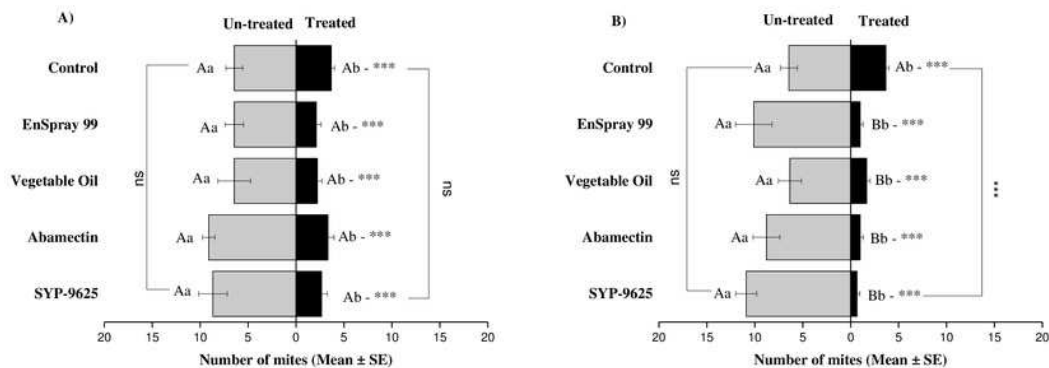 A)
Un-treated Treated
Control Aa Ab - ***
EnSpray 99 Aa Ab - ***
Vegetable Oil Aa Ab - ***
Abamectin Aa Ab - ***
SYP-9625 Aa Ab - ***
ns
ns
20 15 10 5 0 5 10 15 20
Number of mites (Mean ± SE)
B)
Un-treated Treated
Control Aa Ab - ***
EnSpray 99 Aa Bb - ***
Vegetable Oil Aa Bb - ***
Abamectin Aa Bb - ***
SYP-9625 Aa Bb - ***
ns
***
20 15 10 5 0 5 10 15 20
Number of mites (Mean ± SE)